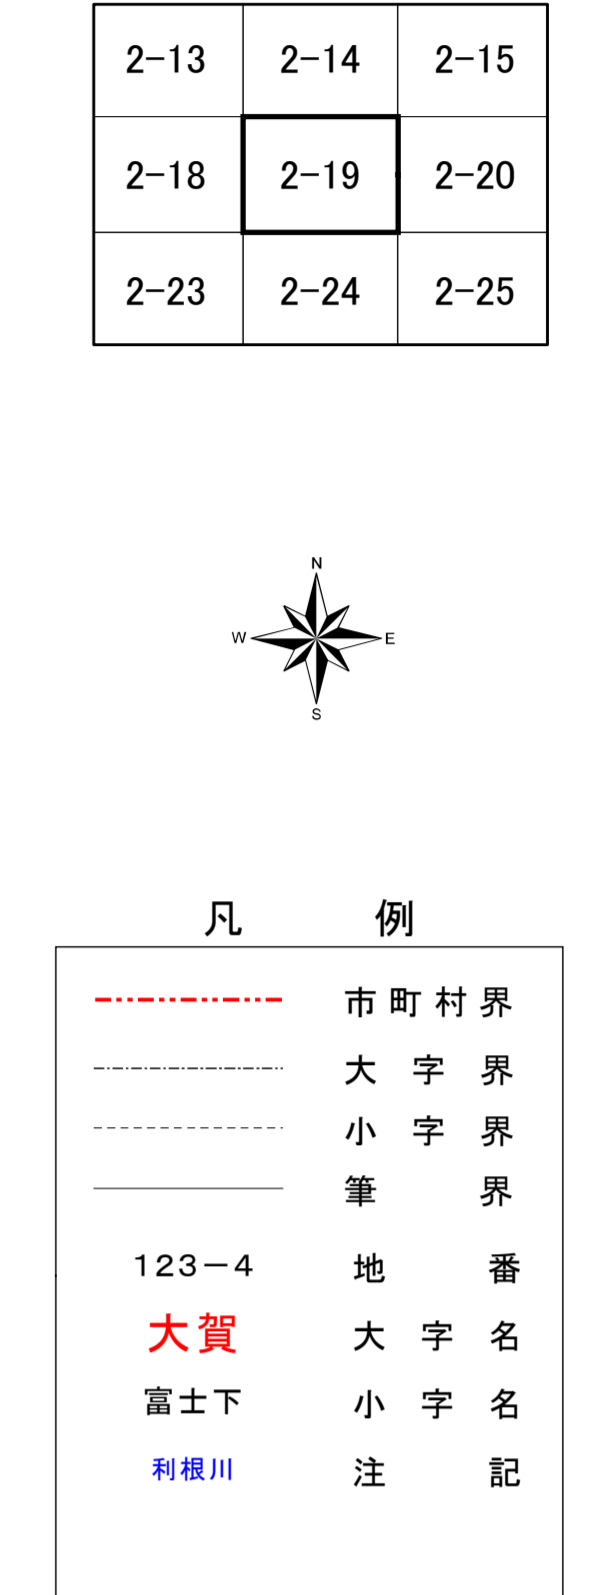 2-13 2-14 2-15
2-18 2-19 2-20
2-23 2-24 2-25
N
W E
S
凡例
市町村界
大字界
小字界
筆界
123-4 地番
大賀 大字名
富士下 小字名
利根川 注記